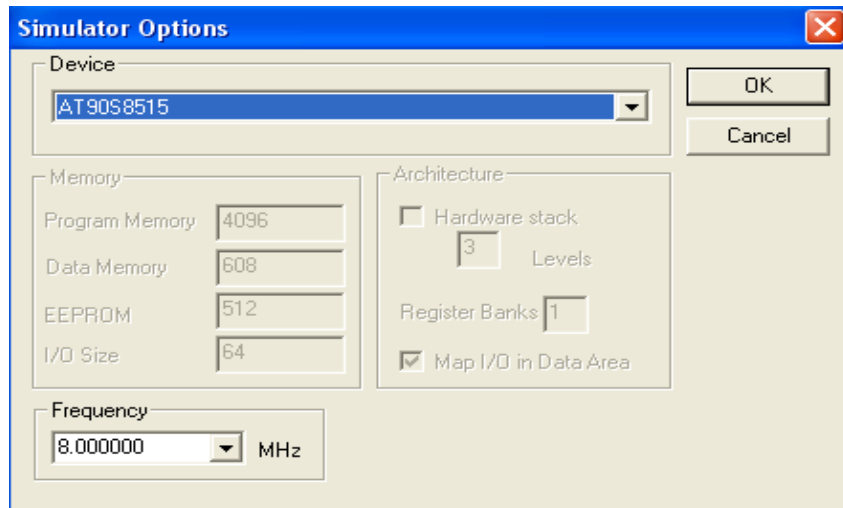 Simulator Options
Device
AT90S8515
OK
Cancel
Memory
Program Memory 4096
Data Memory 608
EEPROM 512
I/O Size 64
Architecture
Hardware stack
3 Levels
Register Banks 1
Map I/O in Data Area
Frequency
8.000000 MHz